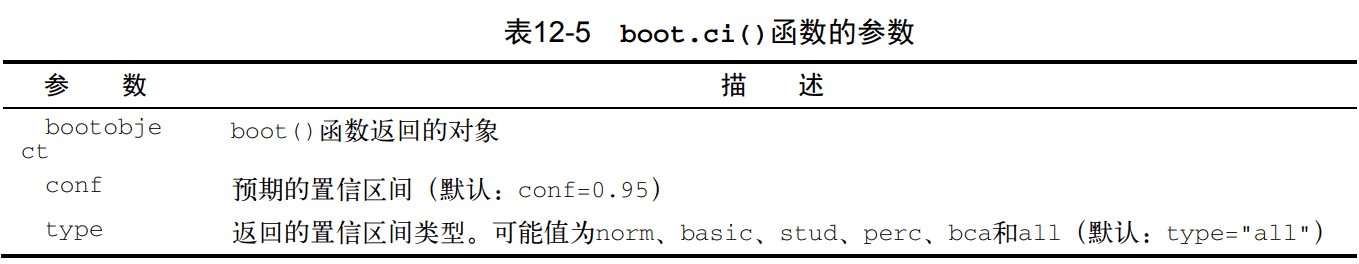 表12-5 boot.ci()函数的参数
参 数 描 述
bootobje
ct
boot()函数返回的对象
conf 预期的置信区间（默认：conf=0.95）
type 返回的置信区间类型。可能值为norm、basic、stud、perc、bca和all（默认：type="all"）